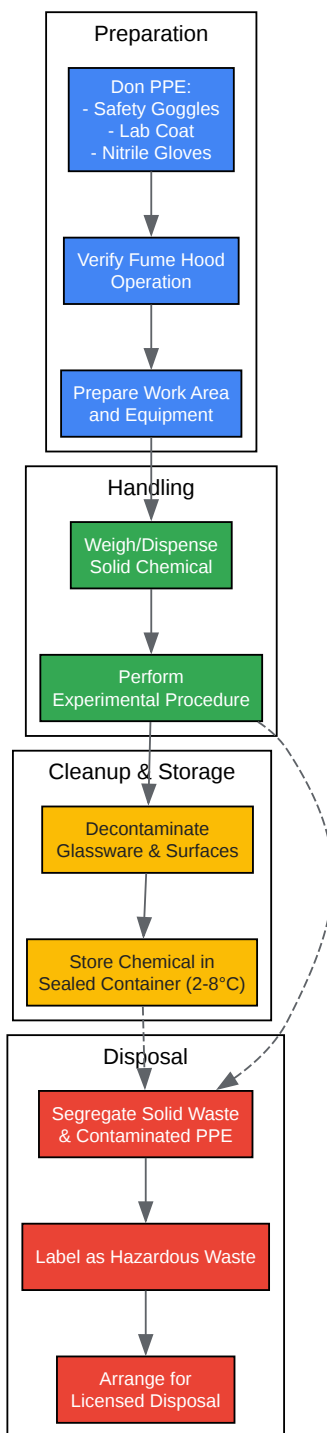 Preparation
Don PPE:
- Safety Goggles
- Lab Coat
- Nitrile Gloves
Verify Fume Hood
Operation
Prepare Work Area
and Equipment
Handling
Weigh/Dispense
Solid Chemical
Perform
Experimental Procedure
Cleanup & Storage
Decontaminate
Glassware & Surfaces
Store Chemical in
Sealed Container (2-8°C)
Disposal
Segregate Solid Waste
& Contaminated PPE
Label as Hazardous Waste
Arrange for
Licensed Disposal